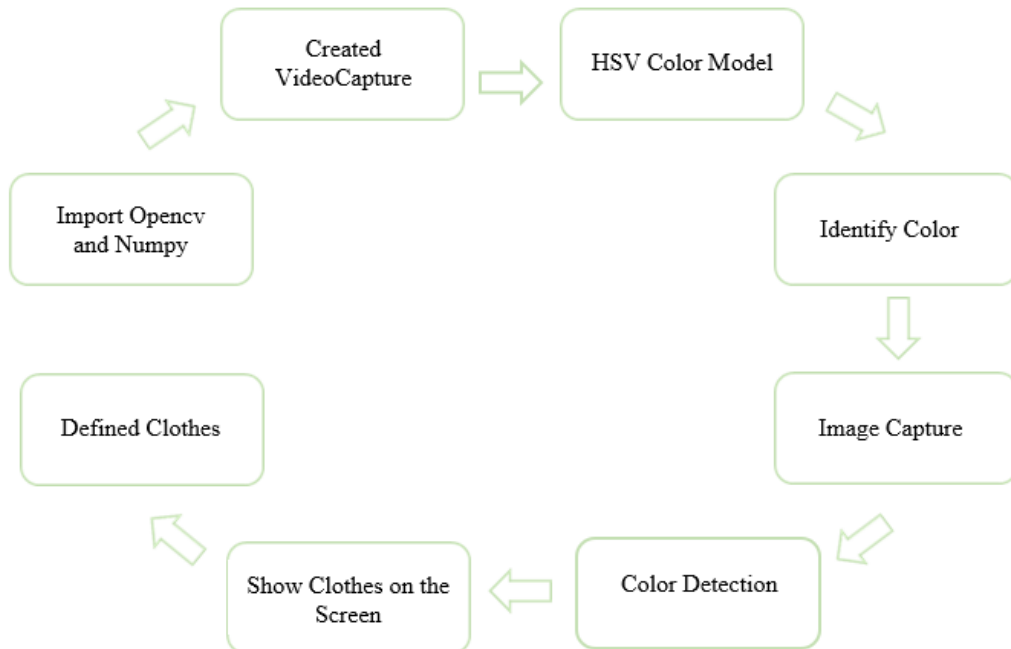 Created
VideoCapture
HSV Color Model
Import Opencv
and Numpy
Identify Color
Defined Clothes
Image Capture
Show Clothes on the
Screen
Color Detection